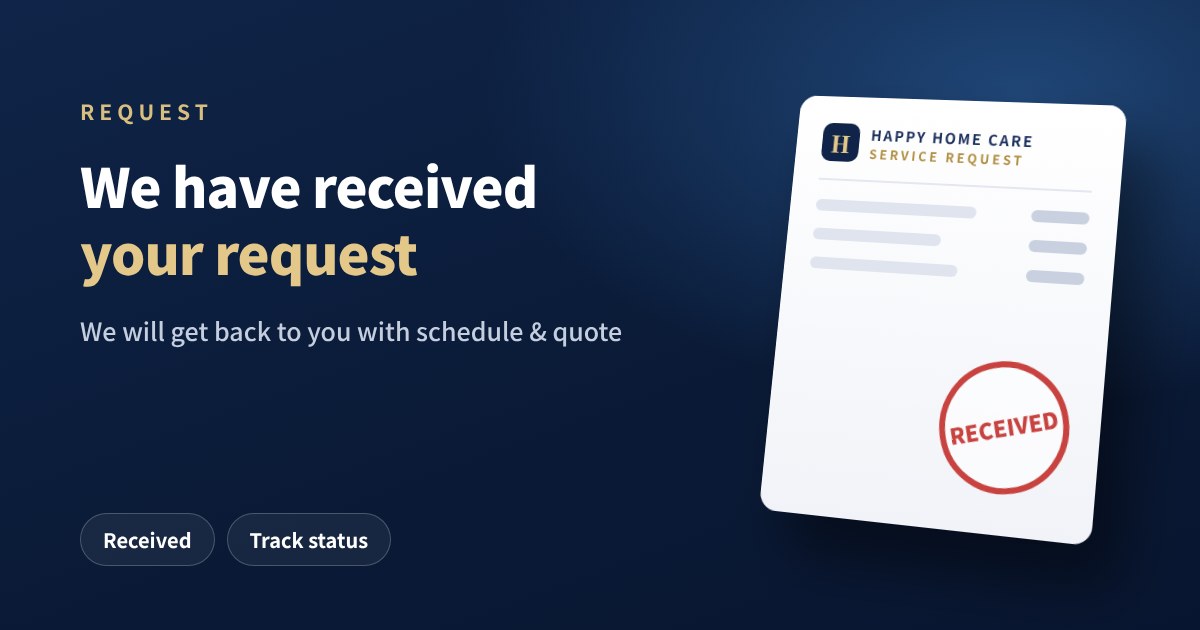 REQUEST
We have received
your request
We will get back to you with schedule & quote
Received
Track status
H
HAPPY HOME CARE
SERVICE REQUEST
RECEIVED